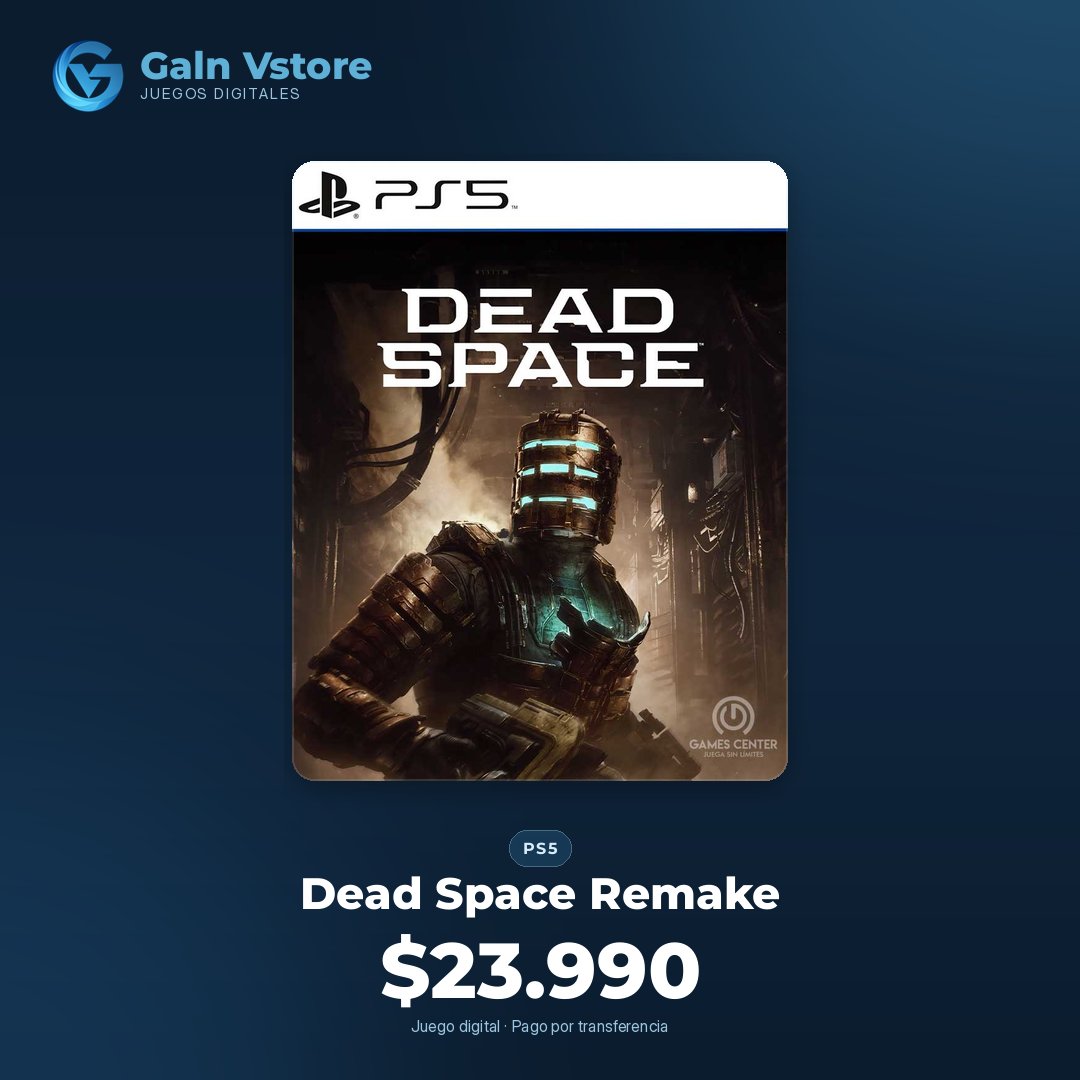 Galn Vstore
JUEGOS DIGITALES
PS5
DEAD
SPACE
GAMES CENTER
JUEGA SIN LIMITES
PS5
Dead Space Remake
$23.990
Juego digital · Pago por transferencia